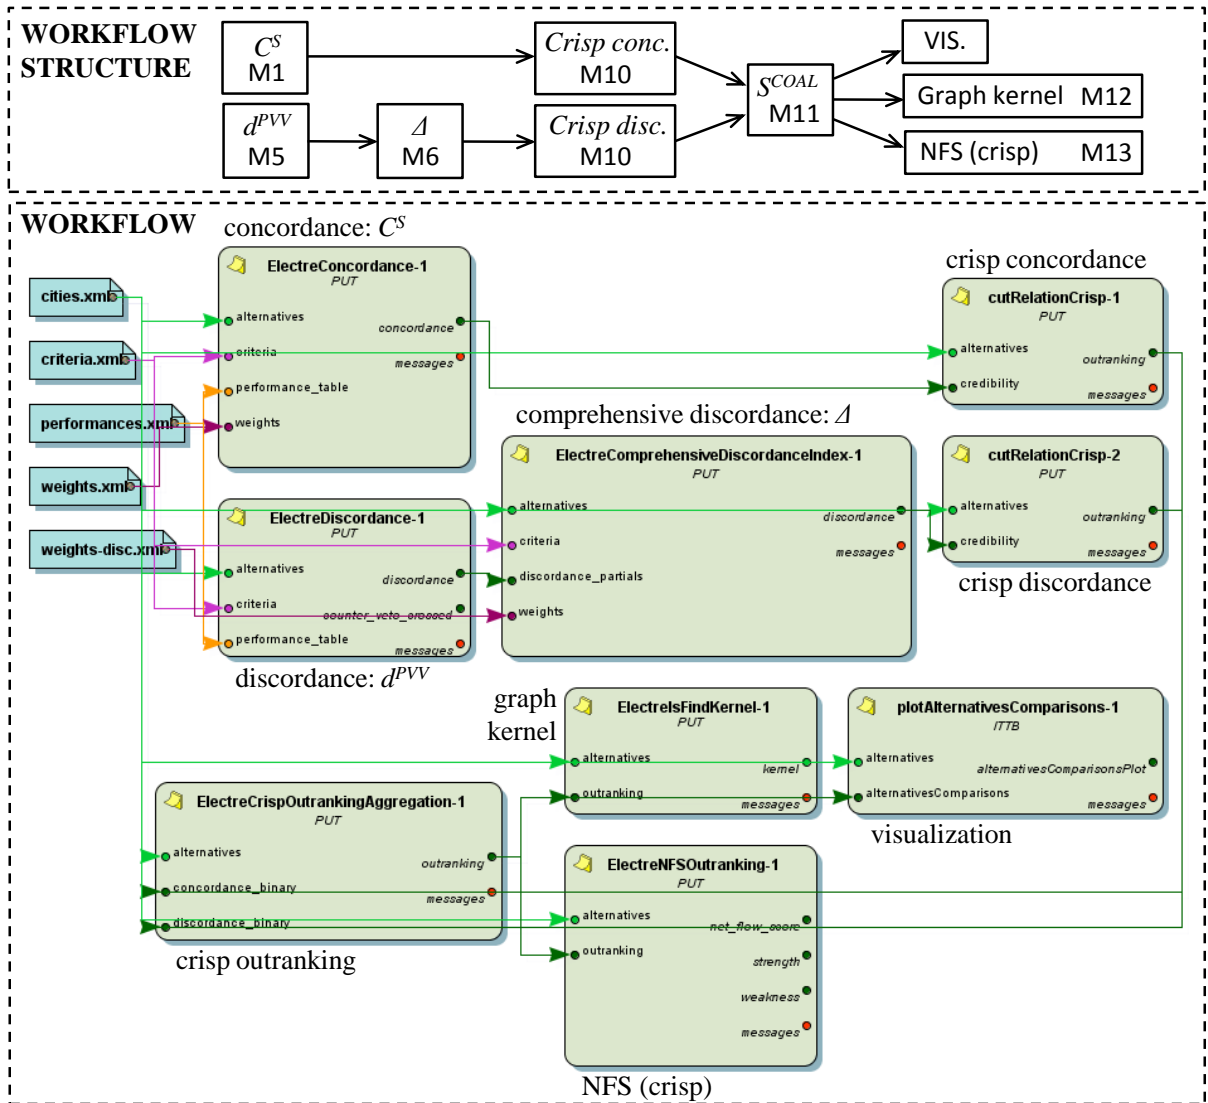 WORKFLOW
STRUCTURE
C^S
M1
Crisp conc.
M10
VIS.
S^COAL
M11
Graph kernel M12
d^PVV
M5
Δ
M6
Crisp disc.
M10
NFS (crisp) M13
WORKFLOW
concordance: C^S
cities.xml
criteria.xml
performances.xml
weights.xml
weights-disc.xml
ElectreConcordance-1
PUT
alternatives
concordance
criteria
messages
performance_table
weights
crisp concordance
cutRelationCrisp-1
PUT
alternatives
outranking
credibility
messages
comprehensive discordance: Δ
ElectreComprehensiveDiscordanceIndex-1
PUT
alternatives
discordance
criteria
messages
discordance_partials
weights
cutRelationCrisp-2
PUT
alternatives
outranking
credibility
messages
crisp discordance
ElectreDiscordance-1
PUT
alternatives
discordance
criteria
counter_veto_crossed
performance_table
messages
discordance: d^PVV
graph
kernel
ElectreIsFindKernel-1
PUT
alternatives
kernel
outranking
messages
plotAlternativesComparisons-1
ITTB
alternatives
alternativesComparisonsPlot
alternativesComparisons
messages
visualization
ElectreCrispOutrankingAggregation-1
PUT
alternatives
outranking
concordance_binary
messages
discordance_binary
crisp outranking
ElectreNFSOutranking-1
PUT
alternatives
net_flow_score
outranking
strength
weakness
messages
NFS (crisp)